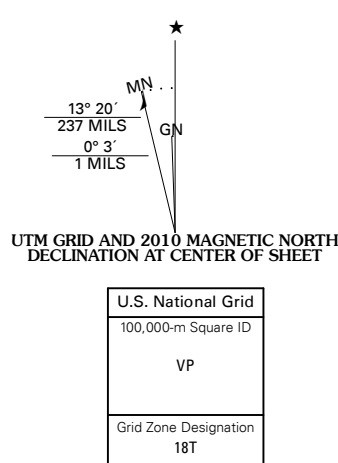 ★
MN
13° 20´
237 MILS
GN
0° 3´
1 MILS
UTM GRID AND 2010 MAGNETIC NORTH
DECLINATION AT CENTER OF SHEET
U.S. National Grid
100,000-m Square ID
VP
Grid Zone Designation
18T